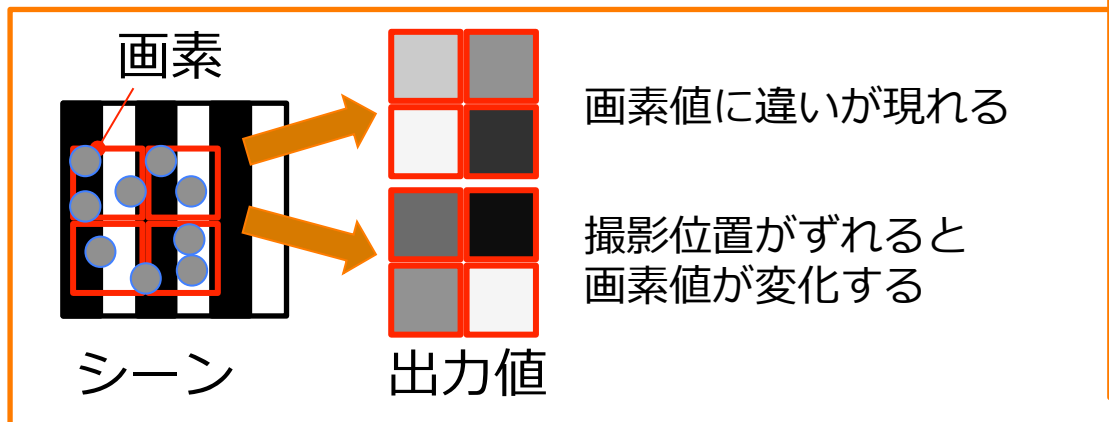 画素
シーン
出力値
画素値に違いが現れる
撮影位置がずれると
画素値が変化する